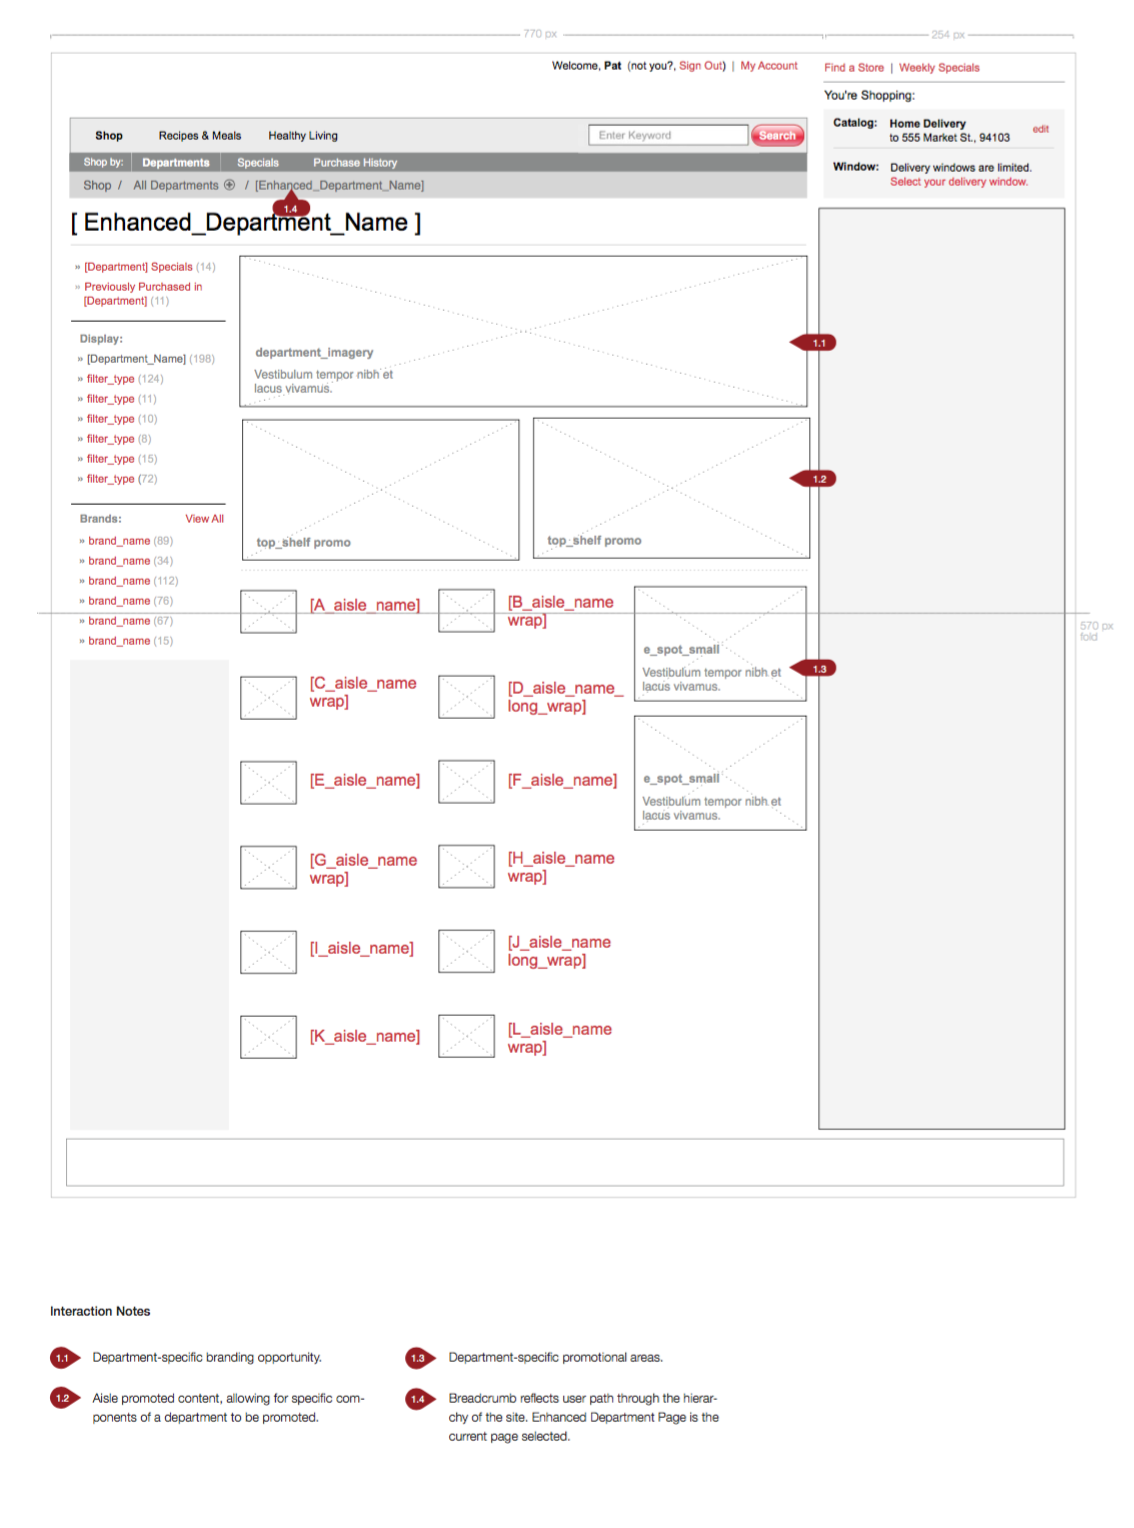 770 px
254 px
Welcome, Pat (not you?, Sign Out) | My Account
Find a Store | Weekly Specials
You're Shopping:
Catalog: Home Delivery
to 555 Market St., 94103
edit
Window: Delivery windows are limited.
Select your delivery window.
Shop Recipes & Meals Healthy Living
Enter Keyword Search
Shop by: Departments Specials Purchase History
Shop / All Departments / [Enhanced_Department_Name]
1.4
[ Enhanced_Department_Name ]
» [Department] Specials (14)
» Previously Purchased in
[Department] (11)
Display:
» [Department_Name] (198)
» filter_type (124)
» filter_type (11)
» filter_type (10)
» filter_type (8)
» filter_type (15)
» filter_type (72)
Brands: View All
» brand_name (89)
» brand_name (34)
» brand_name (112)
» brand_name (76)
» brand_name (67)
» brand_name (15)
department_imagery
Vestibulum tempor nibh et
lacus vivamus.
1.1
top_shelf promo
top_shelf promo
1.2
[A_aisle_name]
[B_aisle_name
wrap]
[C_aisle_name
wrap]
[D_aisle_name_
long_wrap]
[E_aisle_name]
[F_aisle_name]
[G_aisle_name
wrap]
[H_aisle_name
wrap]
[I_aisle_name]
[J_aisle_name
long_wrap]
[K_aisle_name]
[L_aisle_name
wrap]
e_spot_small
Vestibulum tempor nibh et
lacus vivamus.
1.3
e_spot_small
Vestibulum tempor nibh et
lacus vivamus.
570 px
fold
Interaction Notes
1.1 Department-specific branding opportunity.
1.2 Aisle promoted content, allowing for specific com-
ponents of a department to be promoted.
1.3 Department-specific promotional areas.
1.4 Breadcrumb reflects user path through the hierar-
chy of the site. Enhanced Department Page is the
current page selected.